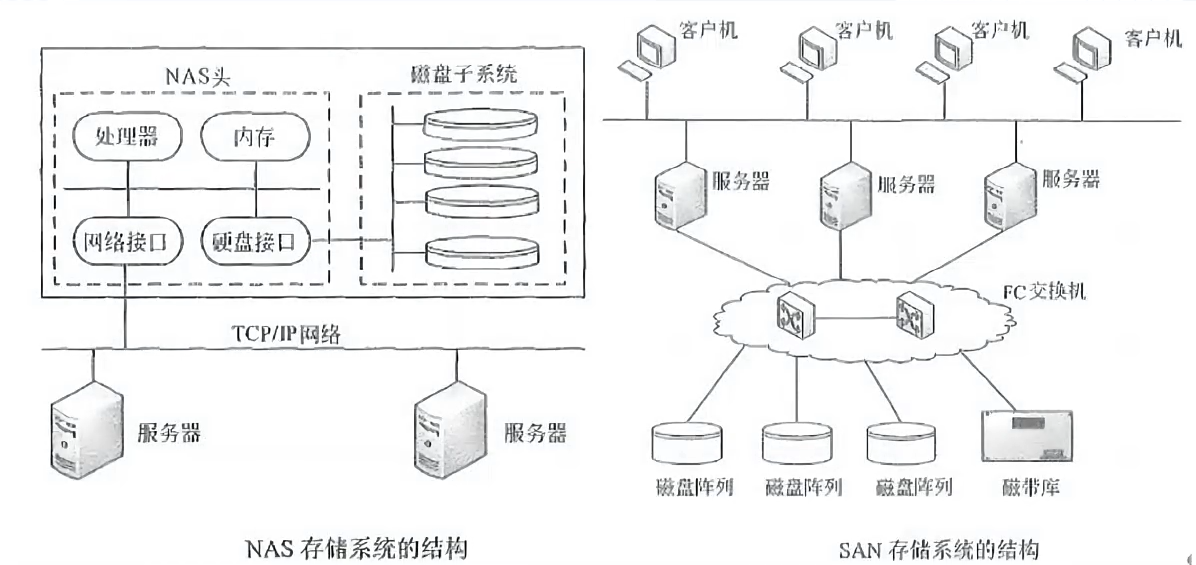 NAS头
磁盘子系统
处理器
内存
网络接口
硬盘接口
TCP/IP网络
服务器
服务器
NAS 存储系统的结构
客户机
客户机
客户机
客户机
服务器
服务器
服务器
FC交换机
磁盘阵列
磁盘阵列
磁盘阵列
磁带库
SAN 存储系统的结构